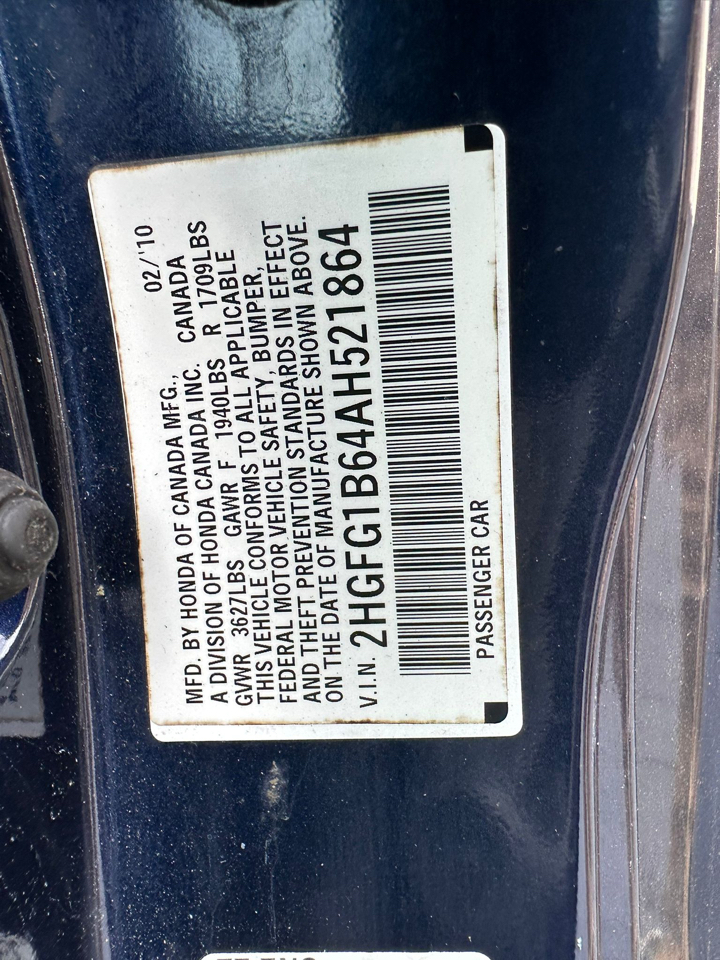 02/'10
MFD. BY HONDA OF CANADA MFG.,
A DIVISION OF HONDA CANADA INC. CANADA
GVWR 3627LBS GAWR F 1940LBS R 1709LBS
THIS VEHICLE CONFORMS TO ALL APPLICABLE
FEDERAL MOTOR VEHICLE SAFETY, BUMPER,
AND THEFT PREVENTION STANDARDS IN EFFECT
ON THE DATE OF MANUFACTURE SHOWN ABOVE.
V.I.N. 2HGFG1B64AH521864
PASSENGER CAR